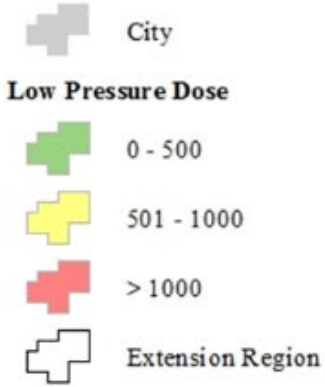 City
Low Pressure Dose
0 - 500
501 - 1000
> 1000
Extension Region